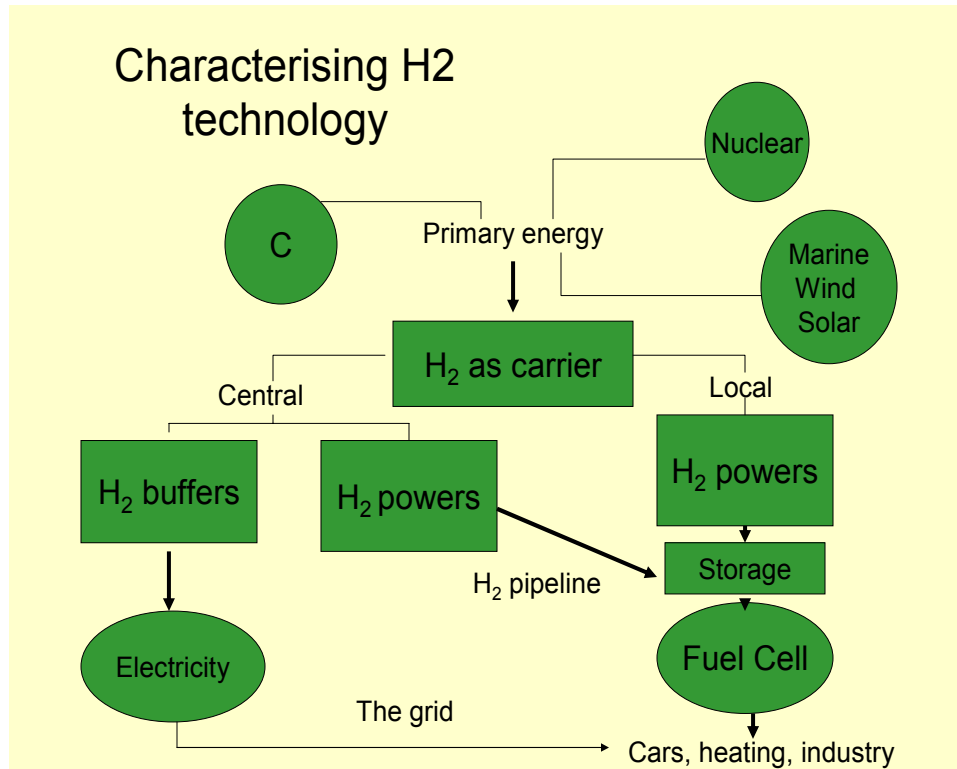 Characterising H2
technology
Nuclear
C
Primary energy
Marine
Wind
Solar
H₂ as carrier
Central
Local
H₂ buffers
H₂ powers
H₂ powers
Storage
H₂ pipeline
Electricity
Fuel Cell
The grid
Cars, heating, industry